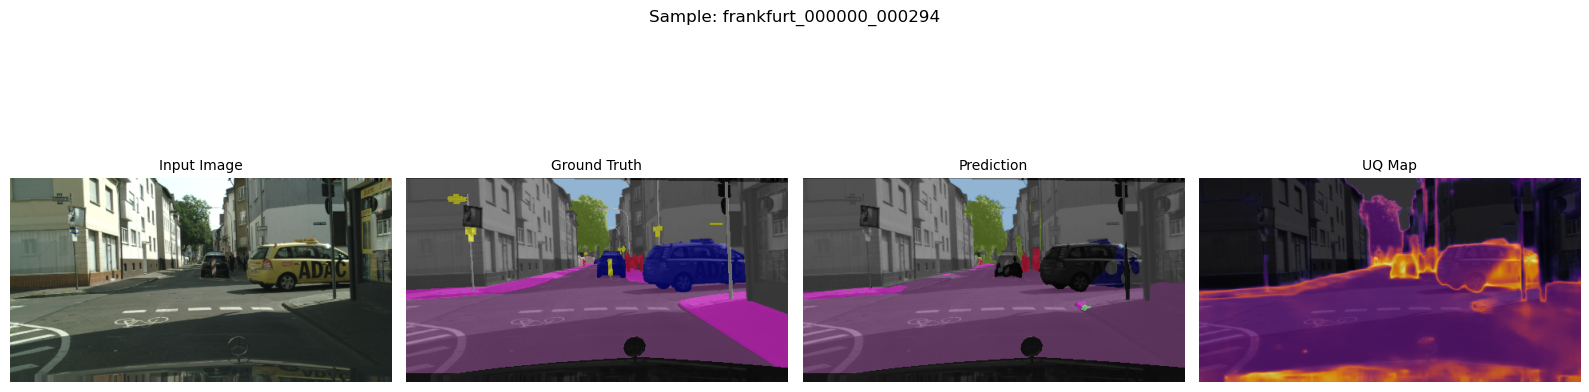 Sample: frankfurt_000000_000294
Input Image
Ground Truth
Prediction
UQ Map
ADAC